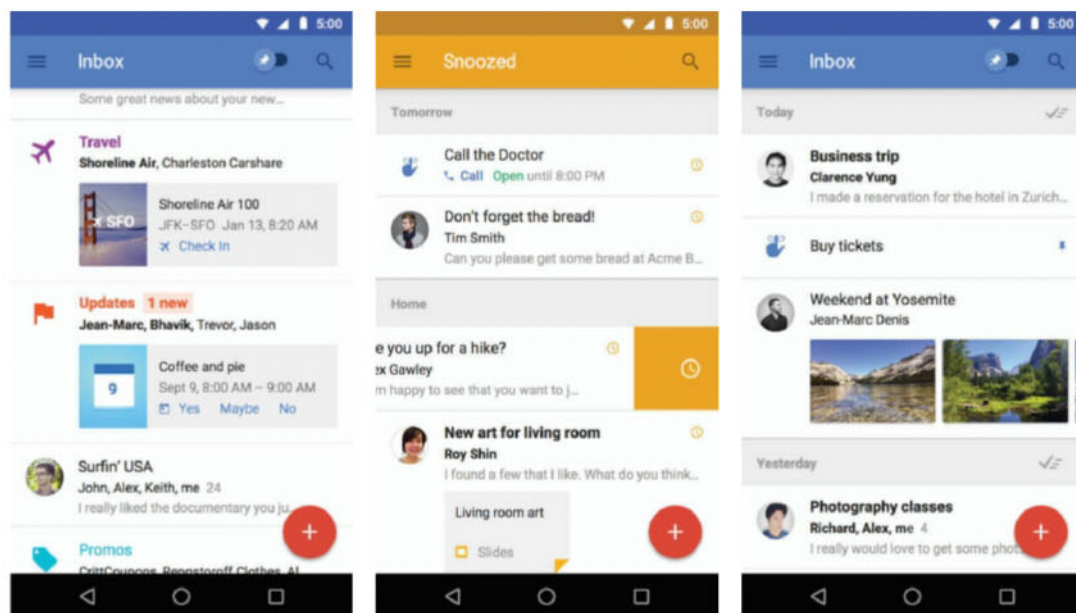 5:00
Inbox
Some great news about your new...
Travel
Shoreline Air, Charleston Carshare
SFO
Shoreline Air 100
JFK–SFO Jan 13, 8:20 AM
Check In
Updates 1 new
Jean-Marc, Bhavik, Trevor, Jason
9
Coffee and pie
Sept 9, 8:00 AM – 9:00 AM
Yes Maybe No
Surfin' USA
John, Alex, Keith, me 24
I really liked the documentary you ju...
Promos
CrittCoupons, Rengstoroff Clothes, Al
5:00
Snoozed
Tomorrow
Call the Doctor
Call Open until 8:00 PM
Don't forget the bread!
Tim Smith
Can you please get some bread at Acme B...
Home
e you up for a hike?
ex Gawley
m happy to see that you want to j...
New art for living room
Roy Shin
I found a few that I like. What do you think...
Living room art
Slides
5:00
Inbox
Today
Business trip
Clarence Yung
I made a reservation for the hotel in Zurich...
Buy tickets
Weekend at Yosemite
Jean-Marc Denis
Yesterday
Photography classes
Richard, Alex, me 4
I really would love to get some phot